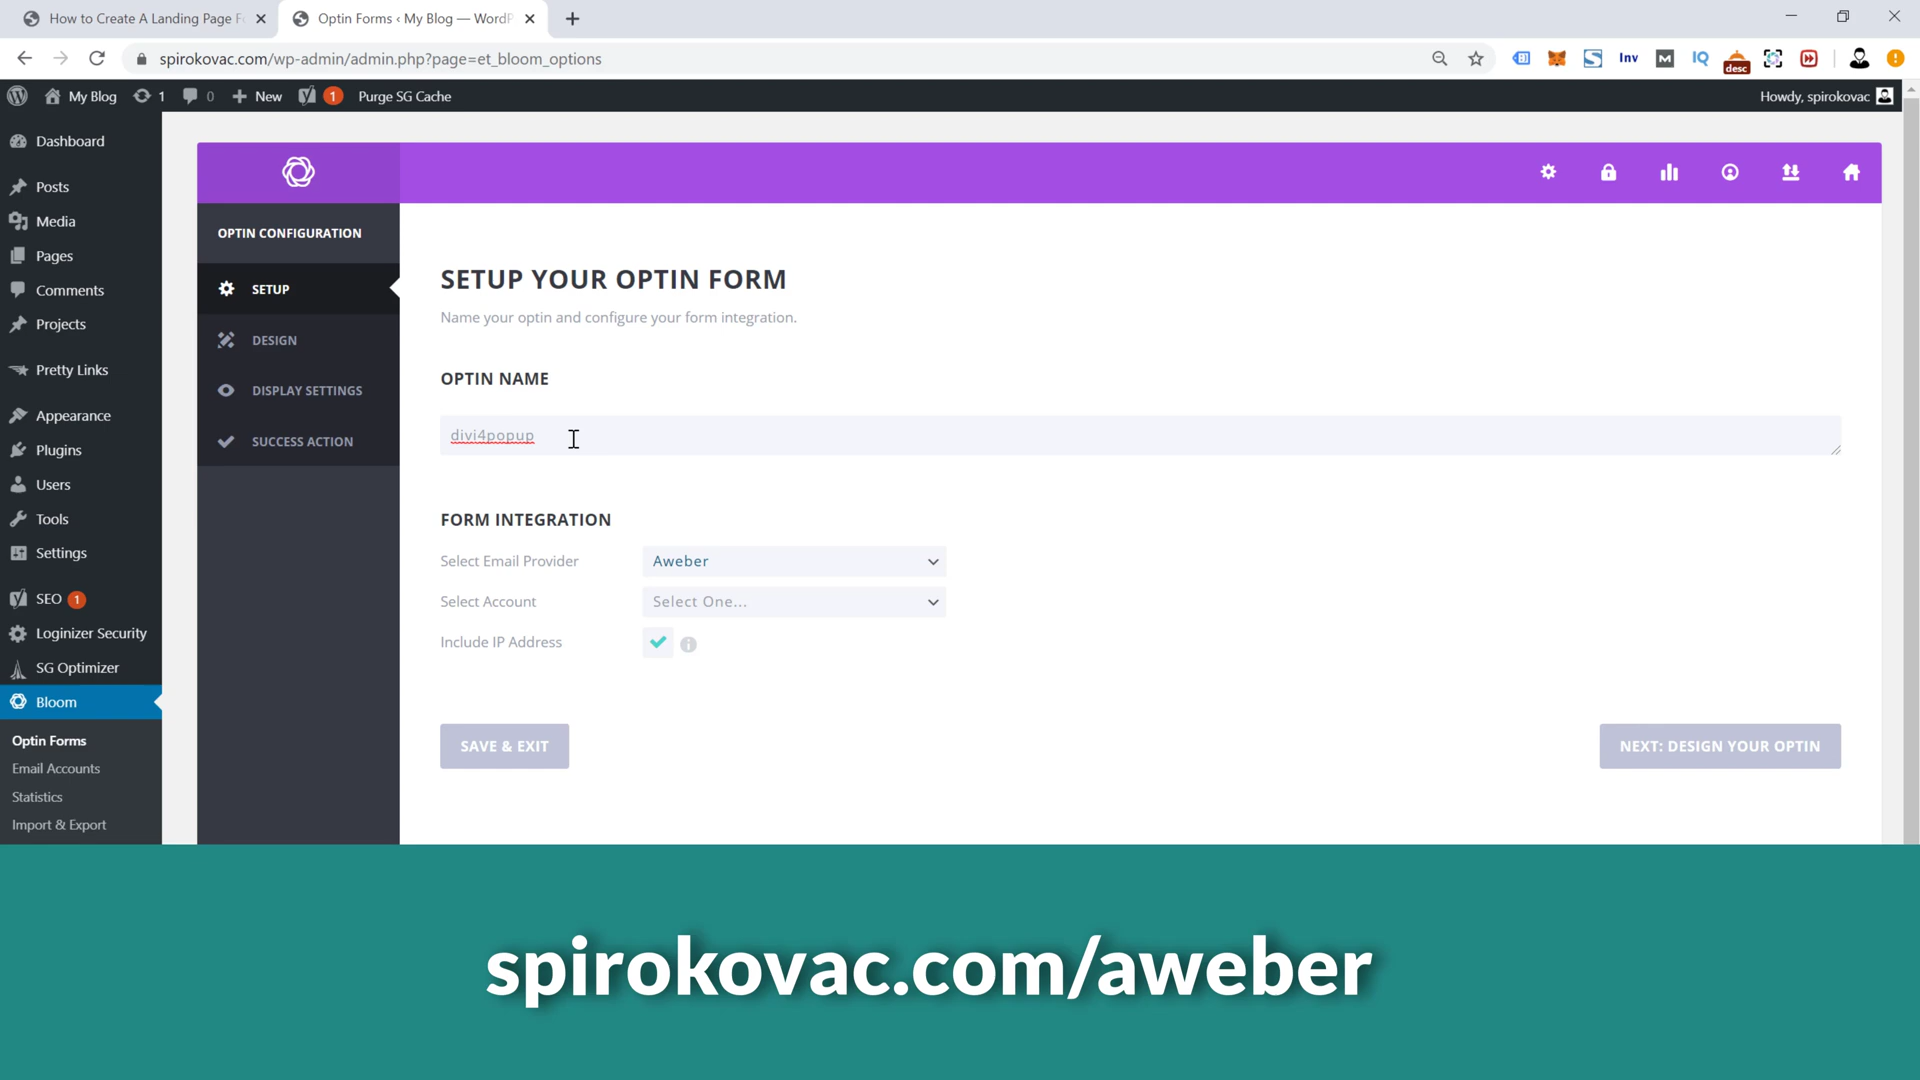 How to Create A Landing Page F
Optin Forms ‹ My Blog — WordP
spirokovac.com/wp-admin/admin.php?page=et_bloom_options
Inv
M
IQ
desc
My Blog
1
0
New
1
Purge SG Cache
Howdy, spirokovac
Dashboard
Posts
Media
Pages
Comments
Projects
Pretty Links
Appearance
Plugins
Users
Tools
Settings
SEO 1
Loginizer Security
SG Optimizer
Bloom
Optin Forms
Email Accounts
Statistics
Import & Export
OPTIN CONFIGURATION
SETUP
DESIGN
DISPLAY SETTINGS
SUCCESS ACTION
SETUP YOUR OPTIN FORM
Name your optin and configure your form integration.
OPTIN NAME
divi4popup
FORM INTEGRATION
Select Email Provider
Aweber
Select Account
Select One...
Include IP Address
SAVE & EXIT
NEXT: DESIGN YOUR OPTIN
spirokovac.com/aweber